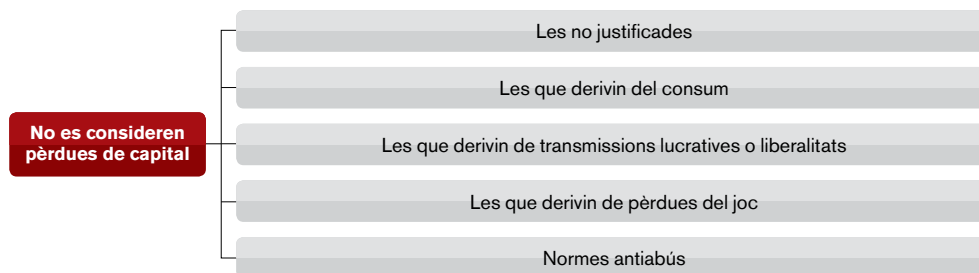 No es consideren
pèrdues de capital
Les no justificades
Les que derivin del consum
Les que derivin de transmissions lucratives o liberalitats
Les que derivin de pèrdues del joc
Normes antiabús